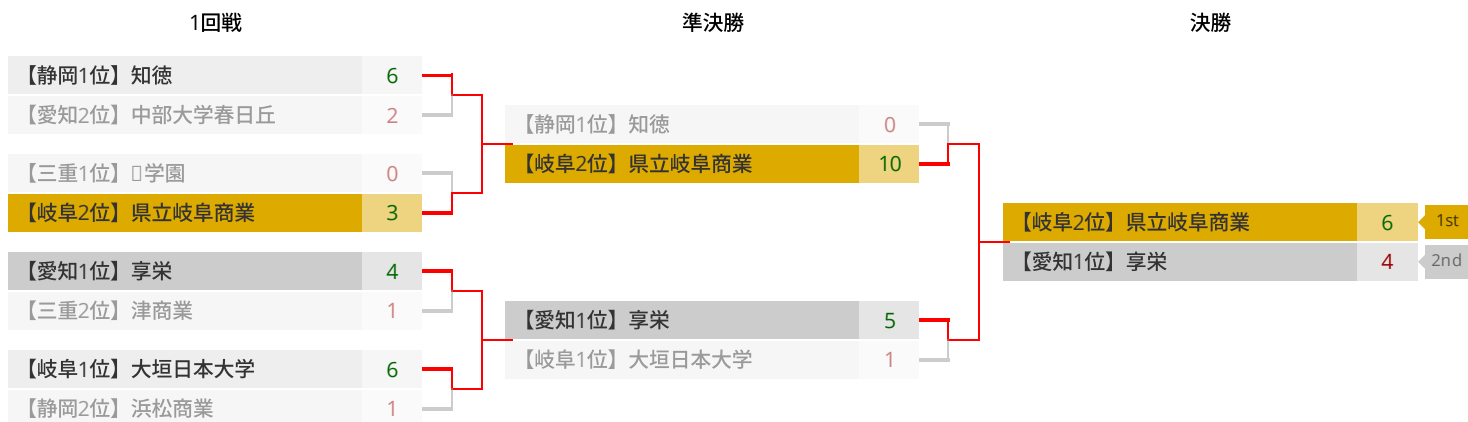 1回戦
準決勝
決勝
【静岡1位】知徳 6
【愛知2位】中部大学春日丘 2
【三重1位】学園 0
【岐阜2位】県立岐阜商業 3
【愛知1位】享栄 4
【三重2位】津商業 1
【岐阜1位】大垣日本大学 6
【静岡2位】浜松商業 1
【静岡1位】知徳 0
【岐阜2位】県立岐阜商業 10
【愛知1位】享栄 5
【岐阜1位】大垣日本大学 1
【岐阜2位】県立岐阜商業 6 1st
【愛知1位】享栄 4 2nd